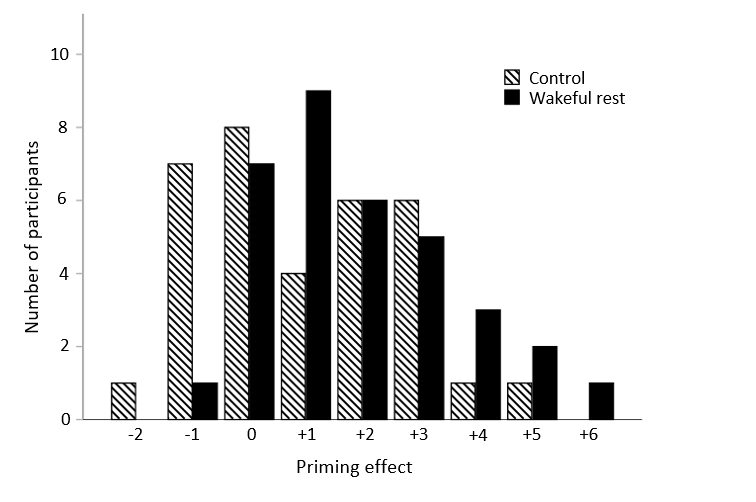 10
8
6
4
2
0
Number of participants
Control
Wakeful rest
-2 -1 0 +1 +2 +3 +4 +5 +6
Priming effect